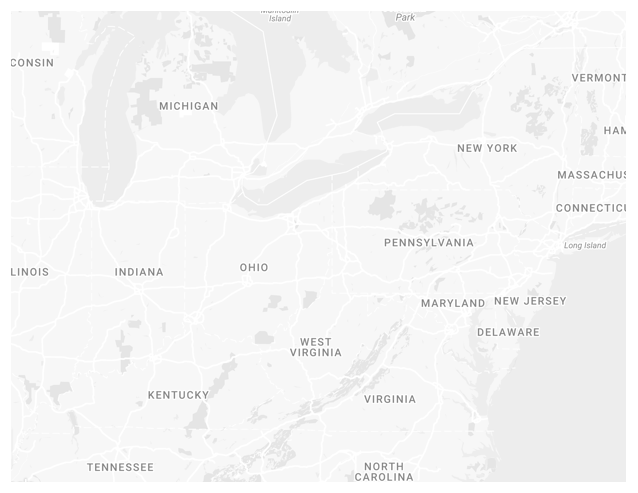 Manitoulin
Island
Park
CONSIN
VERMONT
MICHIGAN
HAM
NEW YORK
MASSACHUS
CONNECTICU
PENNSYLVANIA
Long Island
LINOIS
INDIANA
OHIO
MARYLAND
NEW JERSEY
DELAWARE
WEST
VIRGINIA
KENTUCKY
VIRGINIA
TENNESSEE
NORTH
CAROLINA